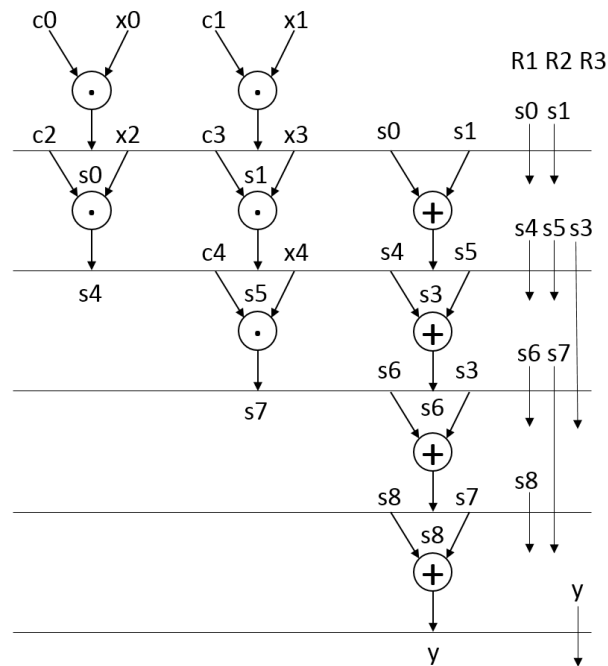 c0 x0 c1 x1
R1 R2 R3
. .
s0 s1
c2 x2 c3 x3 s0 s1
s0 s1
. . +
s4 s5 s3
c4 x4 s4 s5
s4 s5 s3
. +
s6 s7
s6 s3
s7 s6
+
s8
s8 s7
s8
+
y
y